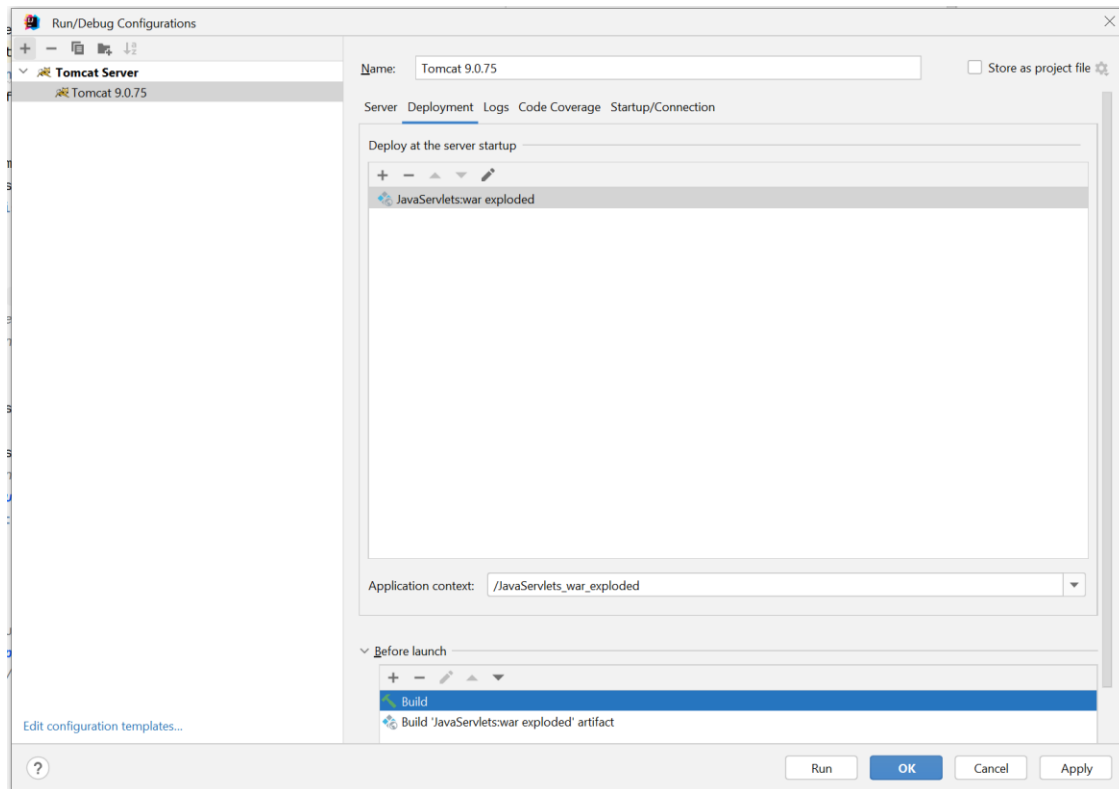 Run/Debug Configurations
Tomcat Server
Tomcat 9.0.75
Name: Tomcat 9.0.75
Store as project file
Server Deployment Logs Code Coverage Startup/Connection
Deploy at the server startup
JavaServlets:war exploded
Application context: /JavaServlets_war_exploded
Before launch
Build
Build 'JavaServlets:war exploded' artifact
Edit configuration templates...
? Run OK Cancel Apply